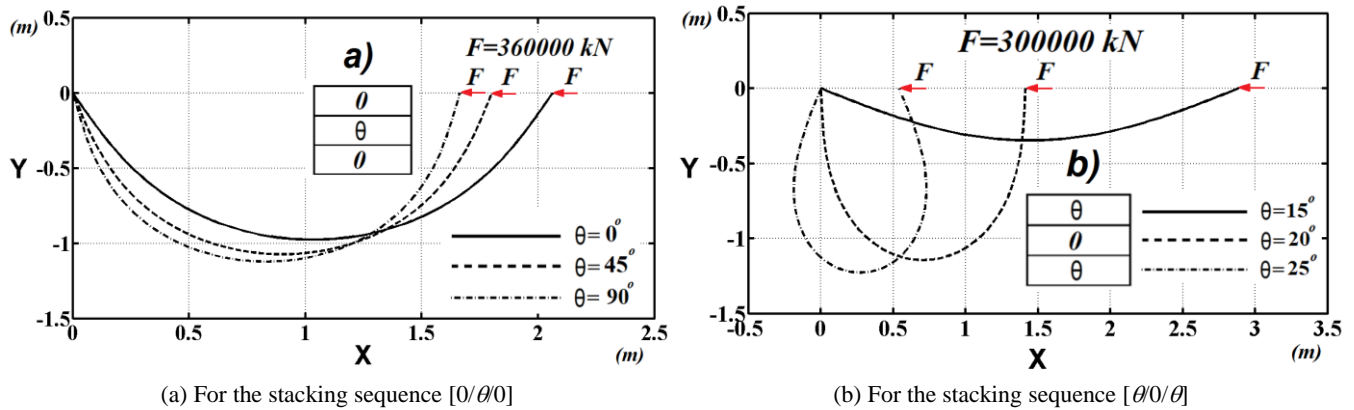 0.5
(m)
F=360000 kN
a)
F F F
0
0
θ
0
Y
-0.5
-1
θ= 0°
θ= 45°
θ= 90°
-1.5
0 0.5 1 1.5 2 2.5
X
(m)
(a) For the stacking sequence [0/θ/0]
0.5
(m)
F=300000 kN
F F F
0
Y
-0.5
b)
θ
0
θ
-1
θ=15°
θ=20°
θ=25°
-1.5
-0.5 0 0.5 1 1.5 2 2.5 3 3.5
X
(m)
(b) For the stacking sequence [θ/0/θ]